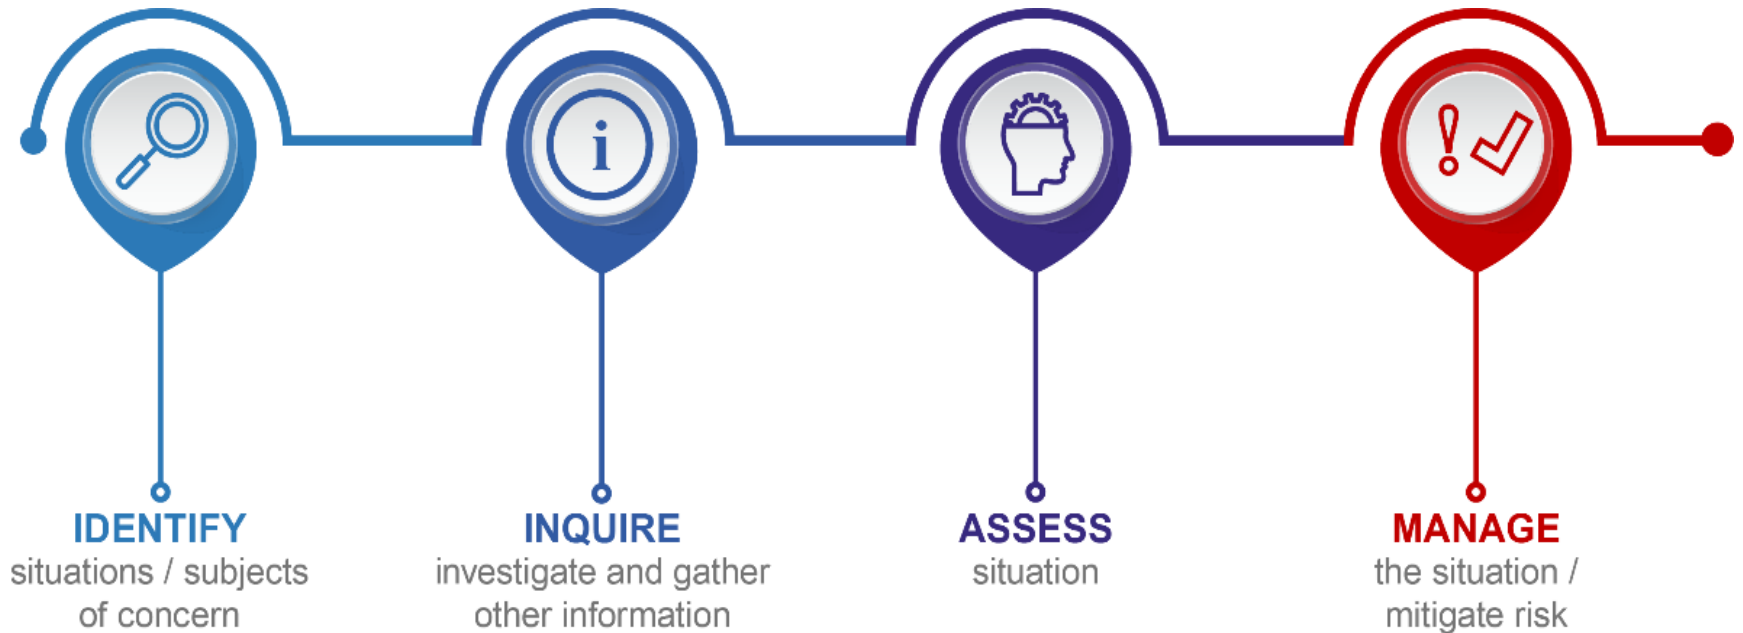 i
IDENTIFY
situations / subjects
of concern
INQUIRE
investigate and gather
other information
ASSESS
situation
MANAGE
the situation /
mitigate risk